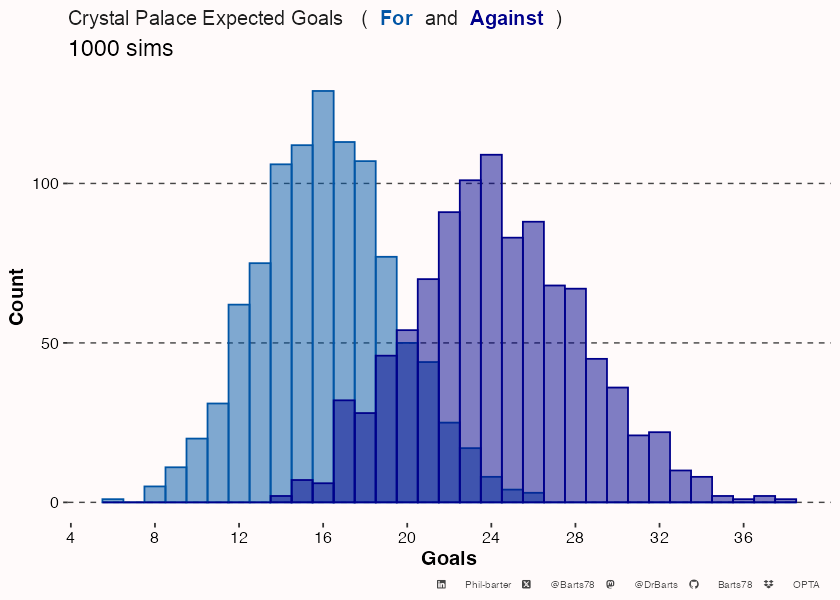 Crystal Palace Expected Goals ( For and Against )
1000 sims
Count
100
50
0
4 8 12 16 20 24 28 32 36
Goals
Phil-barter @Barts78 @DrBarts Barts78 OPTA